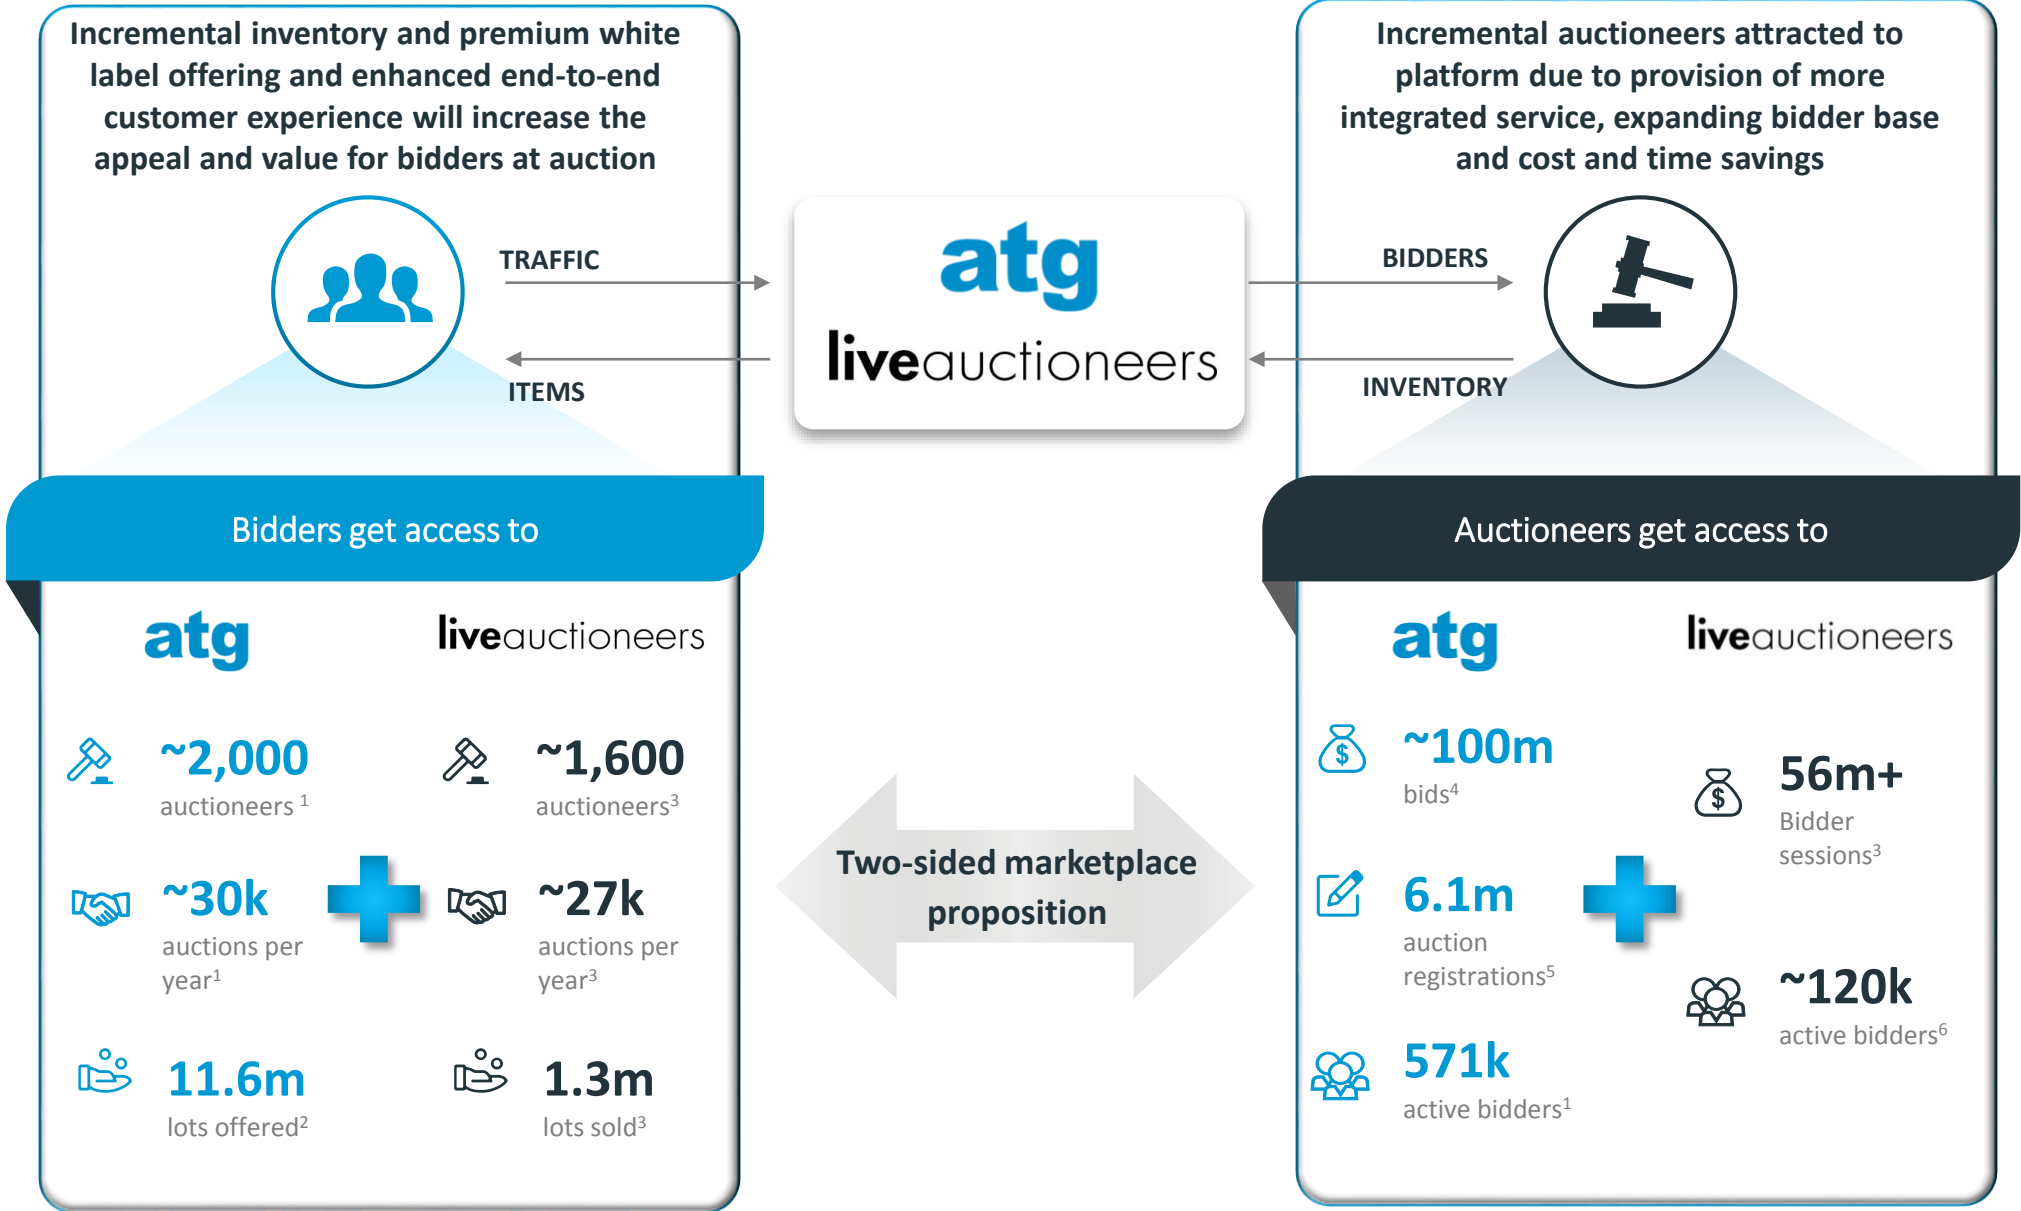 Incremental inventory and premium white
label offering and enhanced end-to-end
customer experience will increase the
appeal and value for bidders at auction
TRAFFIC
ITEMS
atg
liveauctioneers
Incremental auctioneers attracted to
platform due to provision of more
integrated service, expanding bidder base
and cost and time savings
BIDDERS
INVENTORY
Bidders get access to
atg
liveauctioneers
~2,000
auctioneers ¹
~1,600
auctioneers³
~30k
auctions per
year¹
~27k
auctions per
year³
11.6m
lots offered²
1.3m
lots sold³
Two-sided marketplace
proposition
Auctioneers get access to
atg
liveauctioneers
~100m
bids⁴
56m+
Bidder
sessions³
6.1m
auction
registrations⁵
~120k
active bidders⁶
571k
active bidders¹